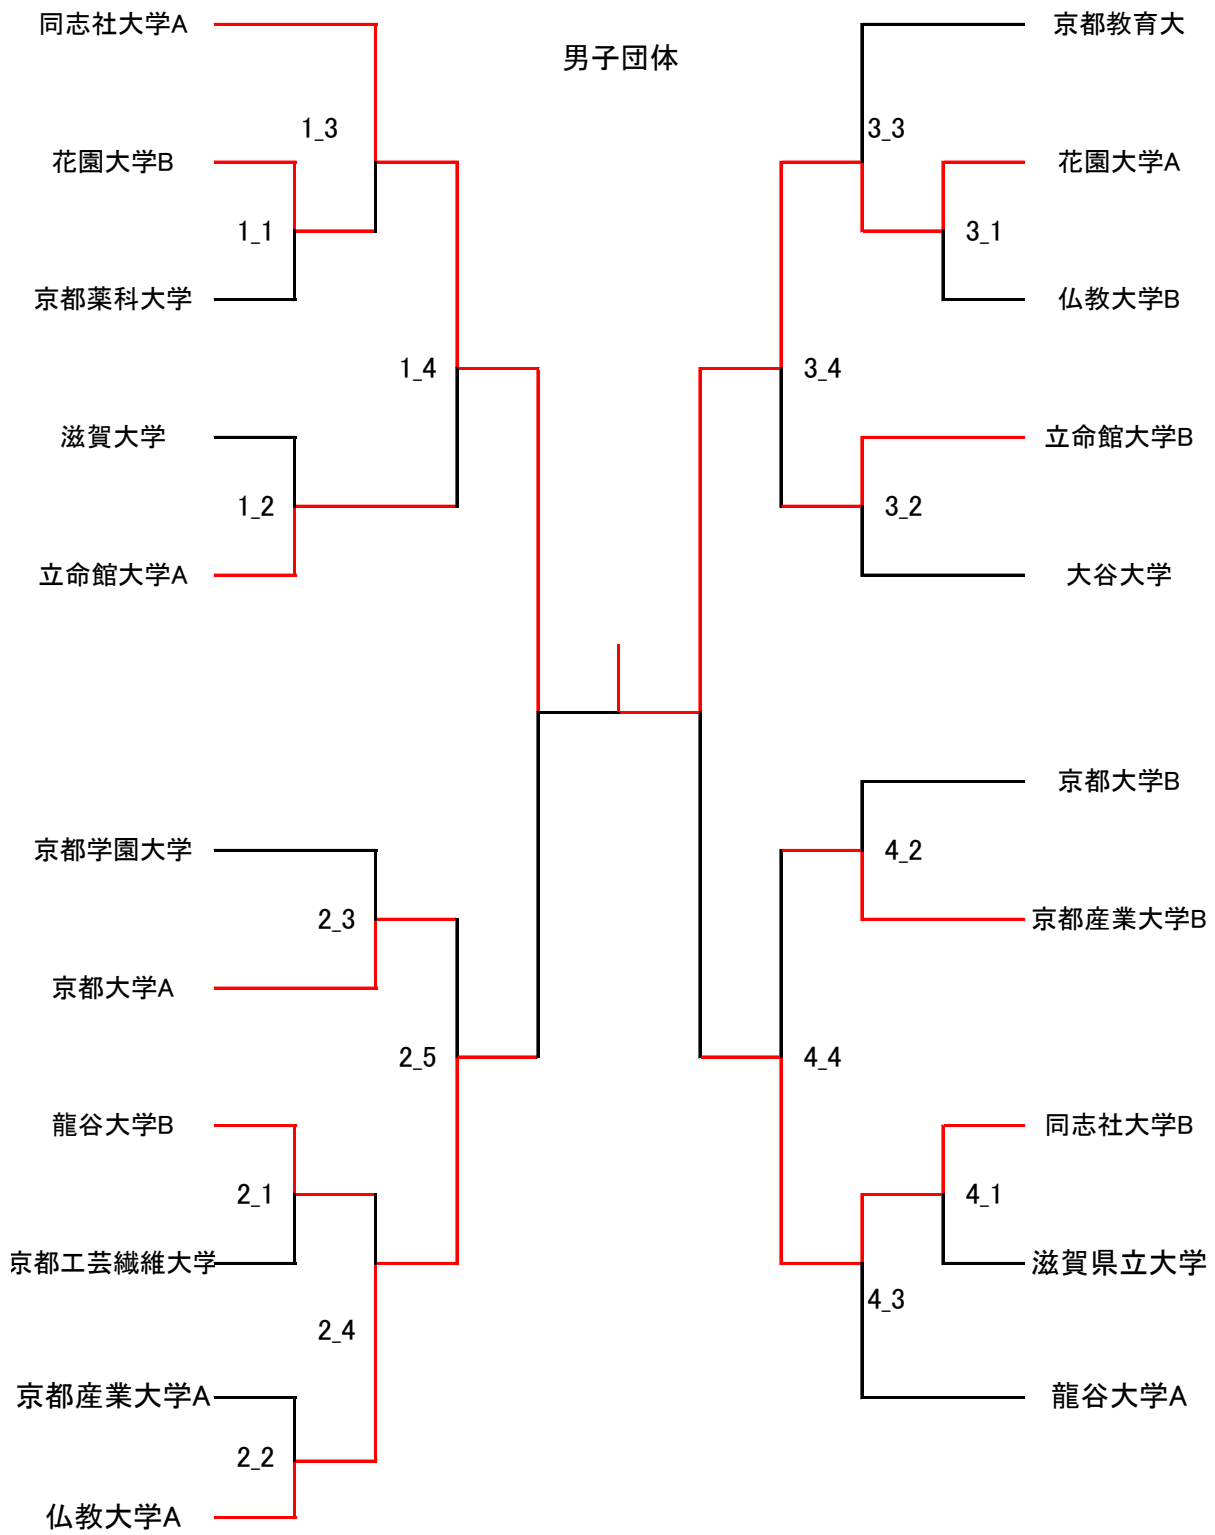 男子団体
同志社大学A
1_3
花園大学B
1_1
京都薬科大学
1_4
滋賀大学
1_2
立命館大学A
京都学園大学
2_3
京都大学A
2_5
龍谷大学B
2_1
京都工芸繊維大学
2_4
京都産業大学A
2_2
仏教大学A
京都教育大
3_3
花園大学A
3_1
仏教大学B
3_4
立命館大学B
3_2
大谷大学
京都大学B
4_2
京都産業大学B
4_4
同志社大学B
4_1
滋賀県立大学
4_3
龍谷大学A